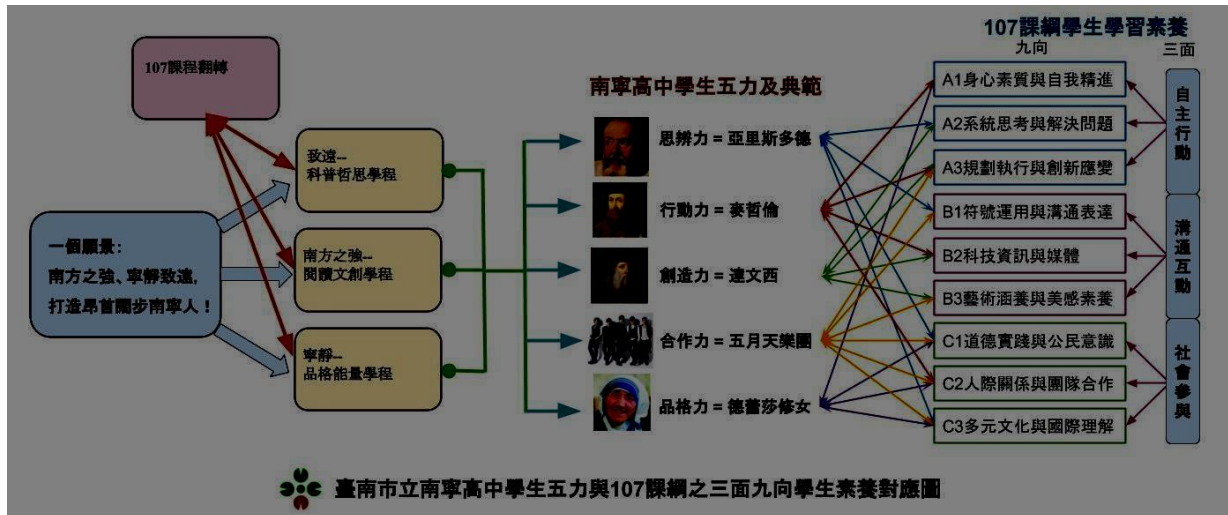 107課綱學生學習素養
九向
三面
107課程翻轉
南寧高中學生五力及典範
致遠--
科普哲思學程
南方之強--
閱讀文創學程
寧靜--
品格能量學程
一個願景：
南方之強、寧靜致遠,
打造昂首闊步南寧人！
思辨力 = 亞里斯多德
行動力 = 麥哲倫
創造力 = 達文西
合作力 = 五月天樂團
品格力 = 德蕾莎修女
A1身心素質與自我精進
A2系統思考與解決問題
A3規劃執行與創新應變
B1符號運用與溝通表達
B2科技資訊與媒體
B3藝術涵養與美感素養
C1道德實踐與公民意識
C2人際關係與團隊合作
C3多元文化與國際理解
自主行動
溝通互動
社會參與
臺南市立南寧高中學生五力與107課綱之三面九向學生素養對應圖